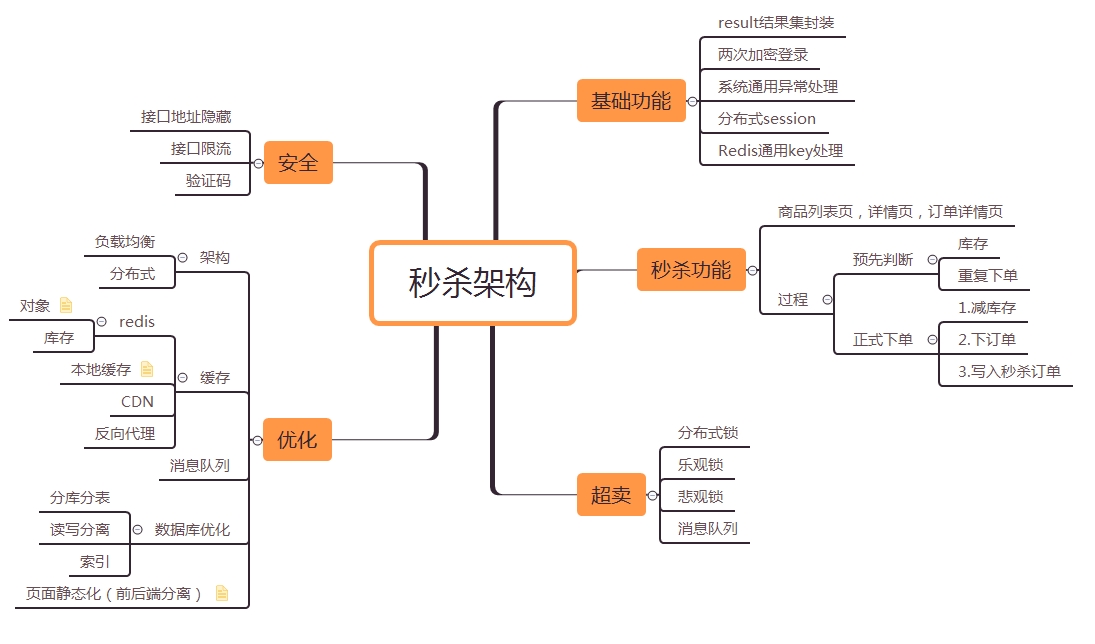 秒杀架构
基础功能
result结果集封装
两次加密登录
系统通用异常处理
分布式session
Redis通用key处理
秒杀功能
商品列表页，详情页，订单详情页
过程
预先判断
库存
重复下单
正式下单
1.减库存
2.下订单
3.写入秒杀订单
超卖
分布式锁
乐观锁
悲观锁
消息队列
安全
接口地址隐藏
接口限流
验证码
优化
架构
负载均衡
分布式
缓存
redis
对象
库存
本地缓存
CDN
反向代理
消息队列
数据库优化
分库分表
读写分离
索引
页面静态化（前后端分离）